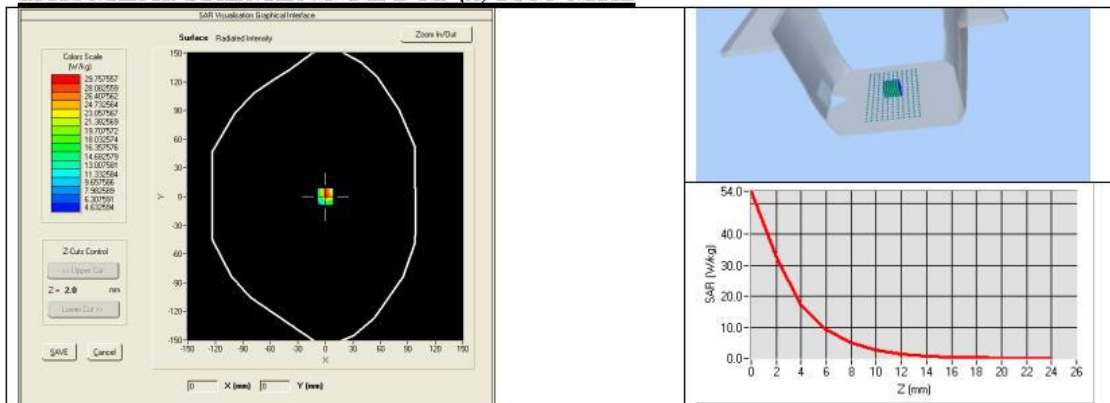 SAR Visualisation Graphical Interface
Surface Radiated Intensity
Zoom In/Out
Colors Scale
(W/kg)
29.757557
28.082559
26.407562
24.732564
23.057567
21.382569
19.707572
18.032574
16.357576
14.682579
13.007581
11.332584
9.657586
7.982589
6.307591
4.632594
Z-Cuts Control
<< Upper Cut
Z = 2.0 mm
Lower Cut >>
SAVE Cancel
150
120
90
60
30
0
-30
-60
-90
-120
-150
Y
-150 -120 -90 -60 -30 0 30 60 90 120 150
X
0 X (mm) 0 Y (mm)
54.0
40.0
30.0
20.0
10.0
0.0
SAR (W/kg)
0 2 4 6 8 10 12 14 16 18 20 22 24 26
Z (mm)